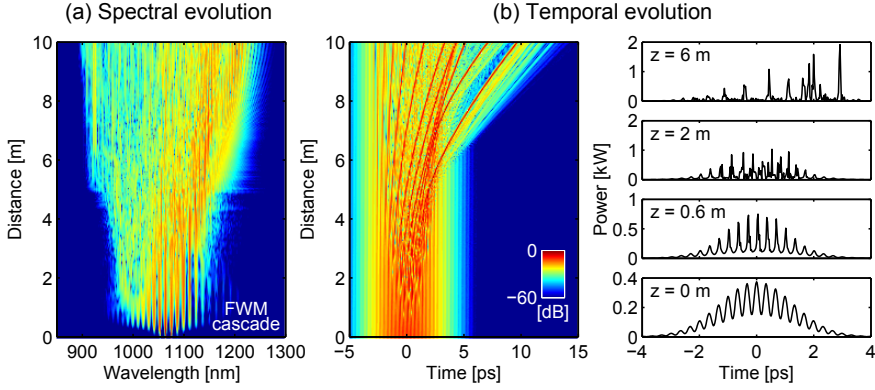 (a) Spectral evolution
(b) Temporal evolution
10
8
6
4
2
0
Distance [m]
900
1000
1100
1200
1300
Wavelength [nm]
FWM
cascade
10
8
6
4
2
0
Distance [m]
−5
0
5
10
15
Time [ps]
0
−60
[dB]
Power [kW]
2
1
0
z = 6 m
2
1
0
z = 2 m
1
0.5
0
z = 0.6 m
0.4
0.2
0
z = 0 m
−4
−2
0
2
4
Time [ps]